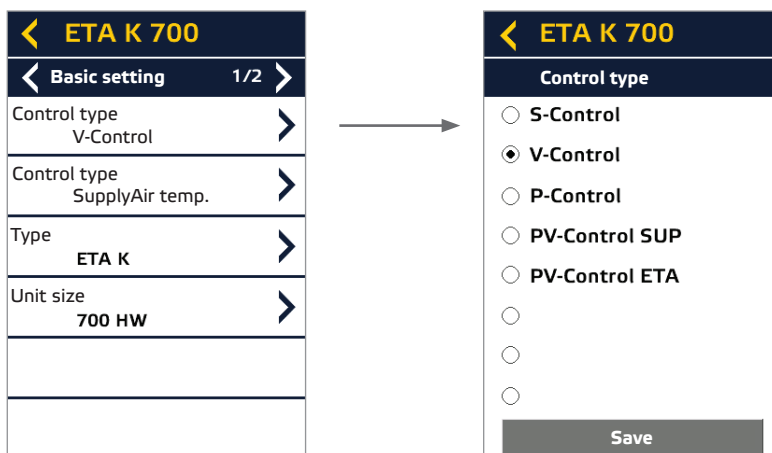 ETA K 700
Basic setting 1/2
Control type
V-Control
Control type
SupplyAir temp.
Type
ETA K
Unit size
700 HW
ETA K 700
Control type
S-Control
V-Control
P-Control
PV-Control SUP
PV-Control ETA
Save